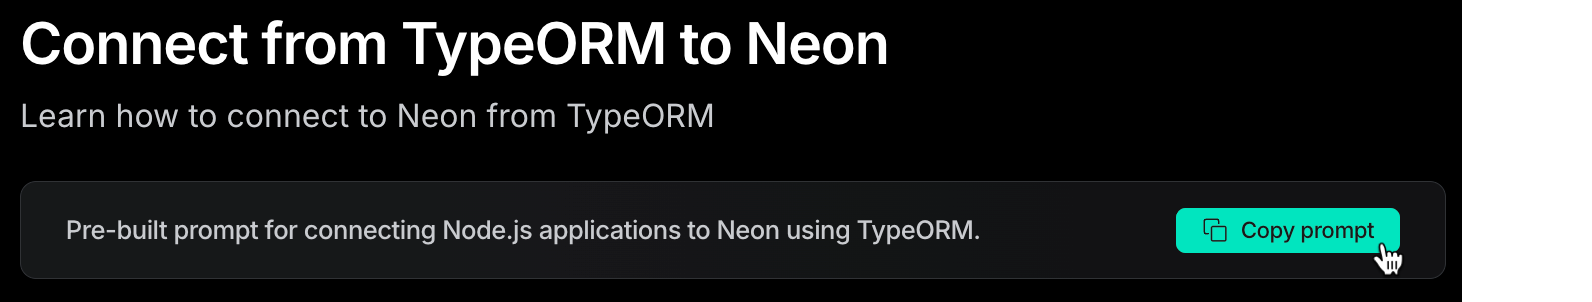 Connect from TypeORM to Neon
Learn how to connect to Neon from TypeORM
Pre-built prompt for connecting Node.js applications to Neon using TypeORM.
Copy prompt